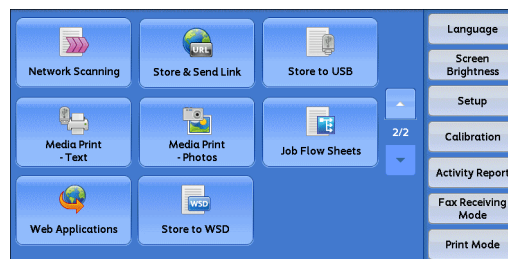 Network Scanning
URL
Store & Send Link
Store to USB
Media Print
- Text
Media Print
- Photos
Job Flow Sheets
Web Applications
WSD
Store to WSD
2/2
Language
Screen
Brightness
Setup
Calibration
Activity Report
Fax Receiving
Mode
Print Mode